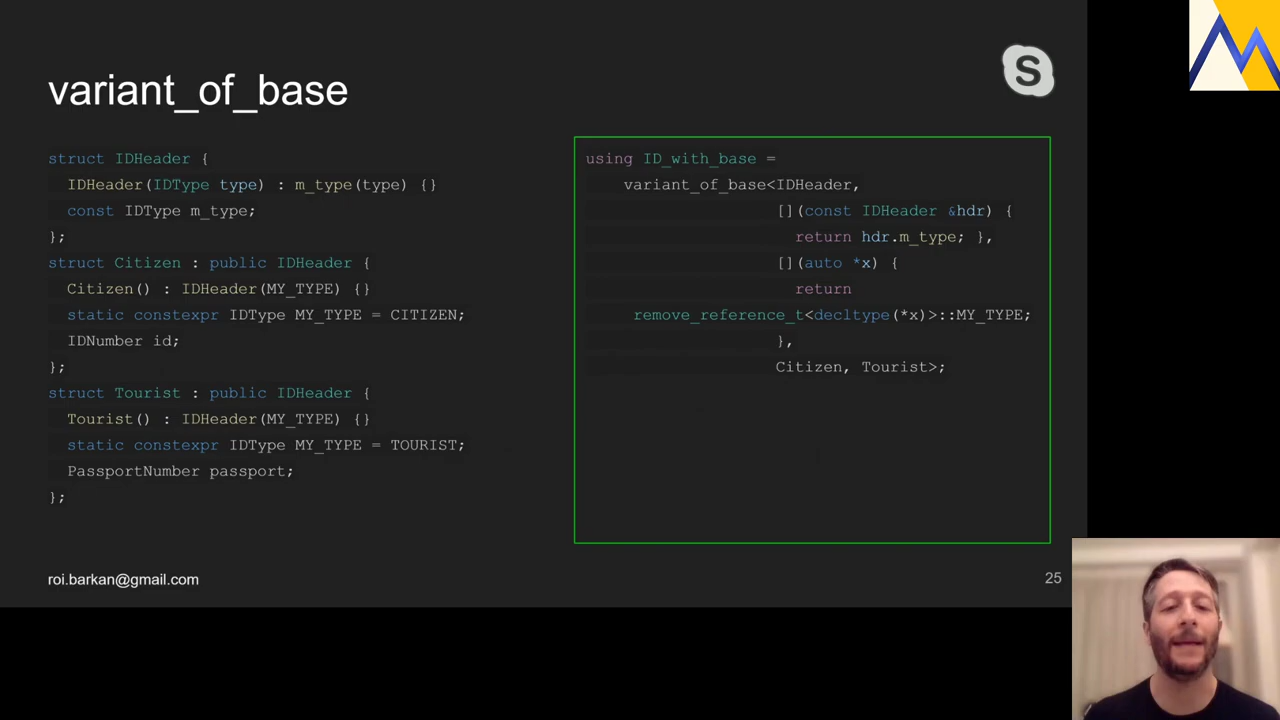 variant_of_base
S
struct IDHeader {
IDHeader(IDType type) : m_type(type) {}
const IDType m_type;
};
struct Citizen : public IDHeader {
Citizen() : IDHeader(MY_TYPE) {}
static constexpr IDType MY_TYPE = CITIZEN;
IDNumber id;
};
struct Tourist : public IDHeader {
Tourist() : IDHeader(MY_TYPE) {}
static constexpr IDType MY_TYPE = TOURIST;
PassportNumber passport;
};
using ID_with_base =
variant_of_base<IDHeader,
[](const IDHeader &hdr) {
return hdr.m_type; },
[](auto *x) {
return
remove_reference_t<decltype(*x)>::MY_TYPE;
},
Citizen, Tourist>;
roi.barkan@gmail.com
25